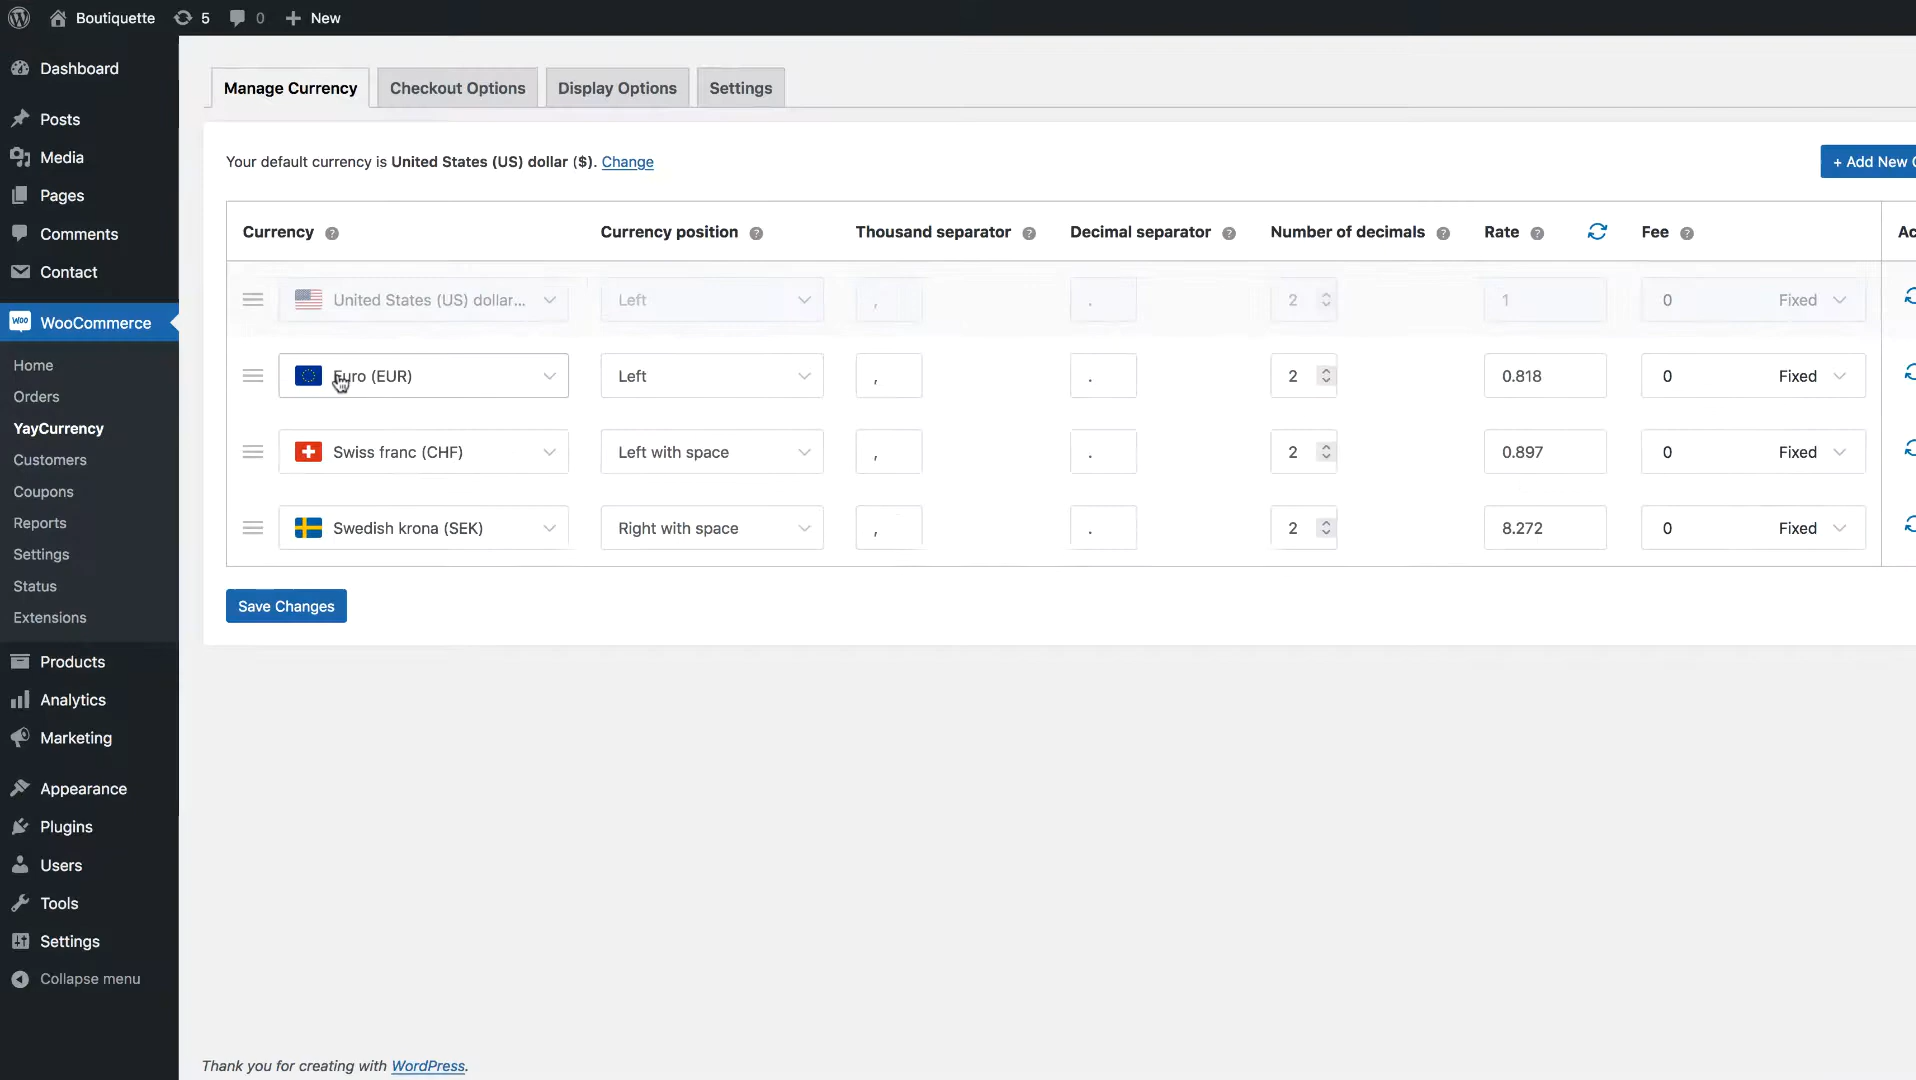 Boutiquette 5 0 New
Dashboard
Posts
Media
Pages
Comments
Contact
WOO WooCommerce
Home
Orders
YayCurrency
Customers
Coupons
Reports
Settings
Status
Extensions
Products
Analytics
Marketing
Appearance
Plugins
Users
Tools
Settings
Collapse menu
Manage Currency Checkout Options Display Options Settings
Your default currency is United States (US) dollar ($). Change
+ Add New
Currency ? Currency position ? Thousand separator ? Decimal separator ? Number of decimals ? Rate ? Fee ? Ac
United States (US) dollar... Left , . 2 1 0 Fixed
Euro (EUR) Left , . 2 0.818 0 Fixed
Swiss franc (CHF) Left with space , . 2 0.897 0 Fixed
Swedish krona (SEK) Right with space , . 2 8.272 0 Fixed
Save Changes
Thank you for creating with WordPress.